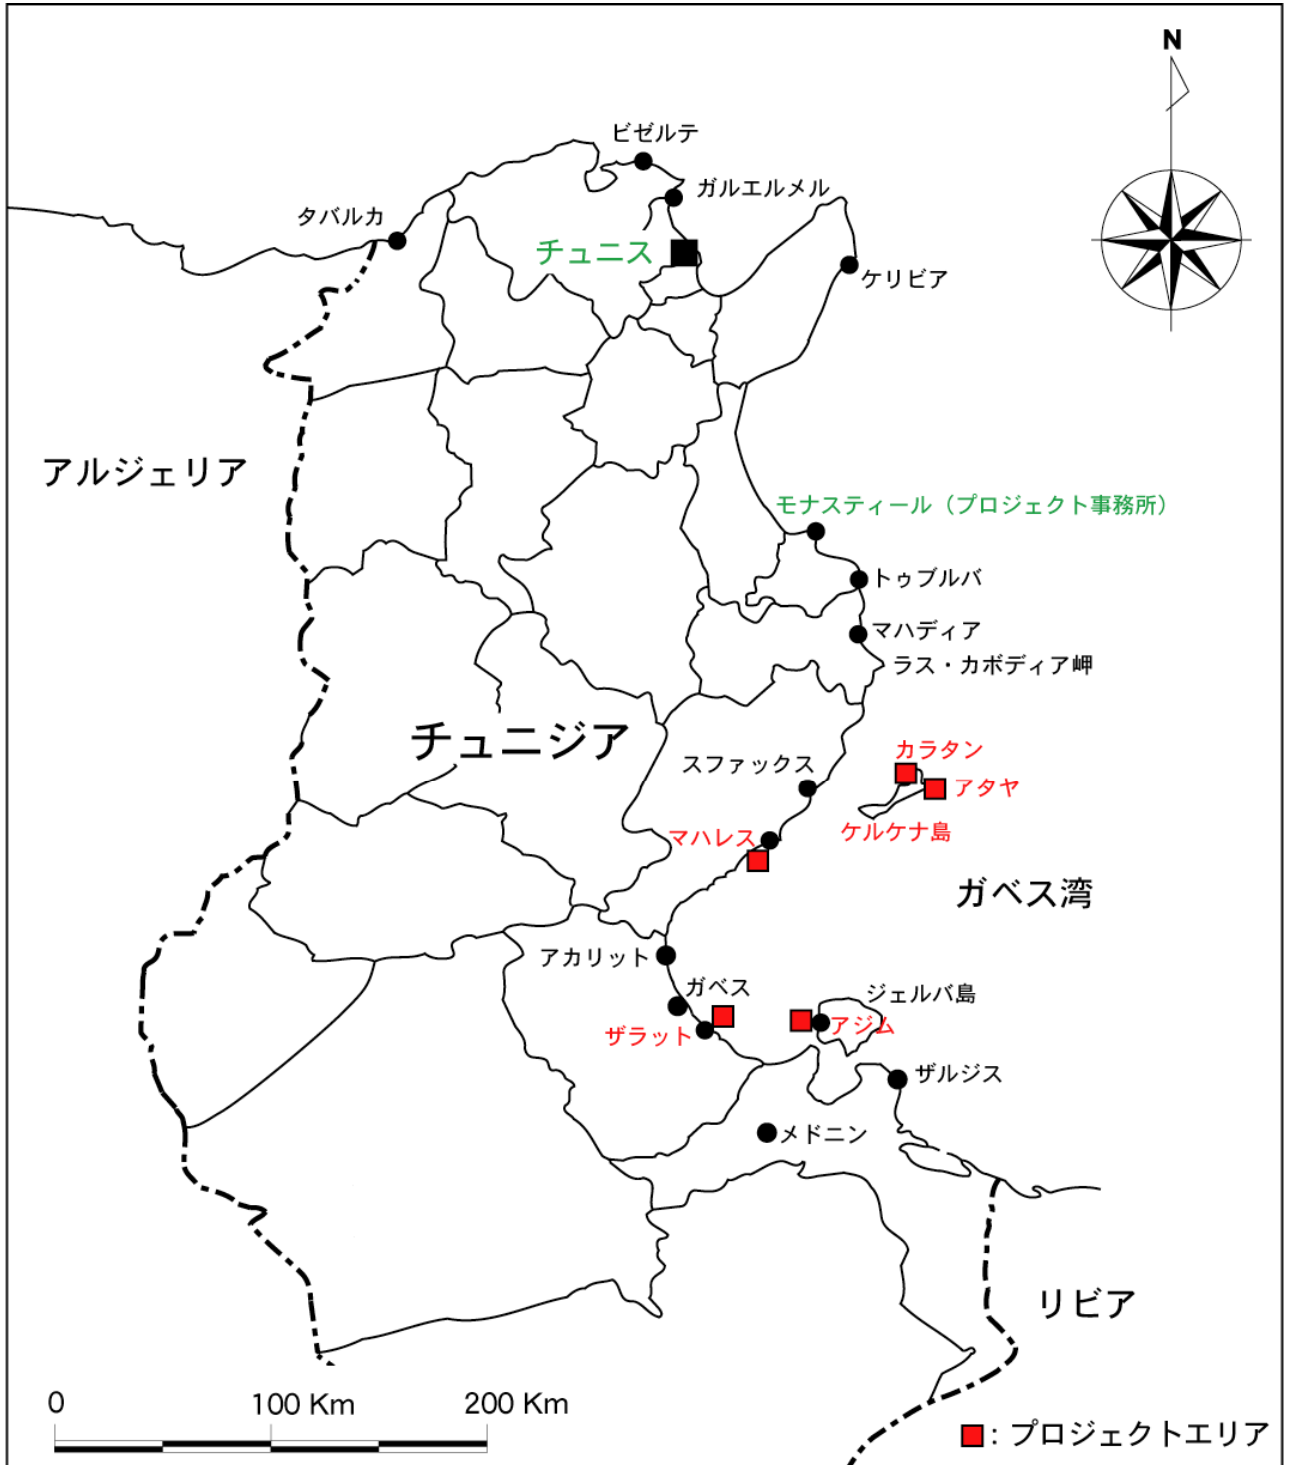 N
ビゼルテ
ガルエルメル
タバルカ
チュニス
ケリビア
アルジェリア
モナスティール（プロジェクト事務所）
トゥブルバ
マハディア
ラス・カボディア岬
チュニジア
カラタン
スファックス
アタヤ
ケルケナ島
マハレス
ガベス湾
アカリット
ガベス
ジェルバ島
ザラット
アジム
ザルジス
メドニン
リビア
0 100 Km 200 Km
：プロジェクトエリア